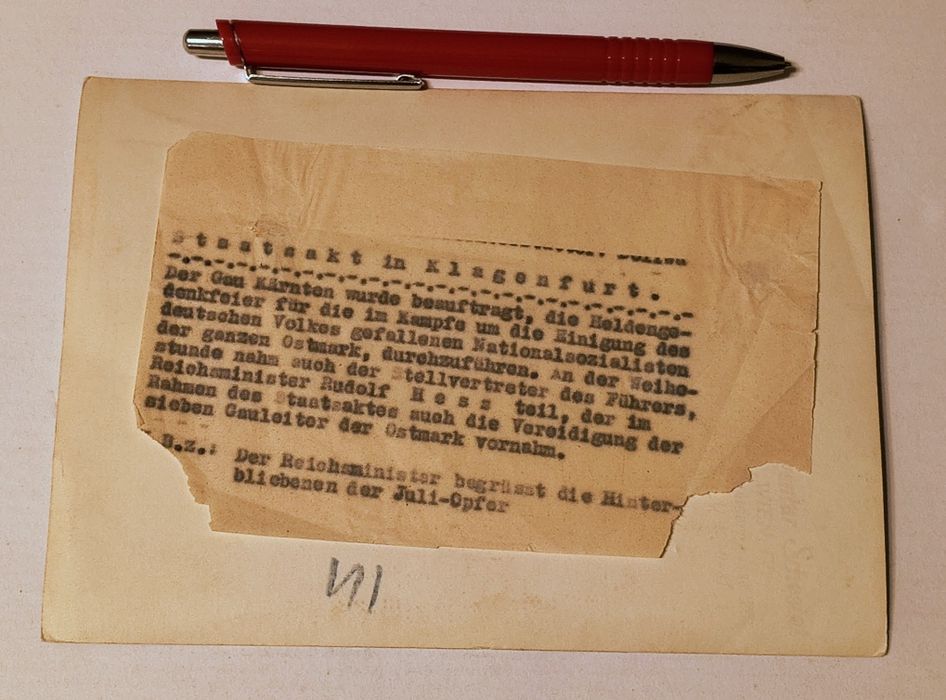 Staatsakt in Klagenfurt.
Der Gau Kärnten wurde beauftragt, die Heldenge-
denkfeier für die im Kampfe um die Einigung des
deutschen Volkes gefallenen Nationalsozialisten
der ganzen Ostmark, durchzuführen. An der Weihe-
stunde nahm auch der Stellvertreter des Führers,
Reichsminister Rudolf Hess teil, der im
Rahmen des Staatsaktes auch die Vereidigung der
sieben Gauleiter der Ostmark vornahm.
B.z.: Der Reichsminister begrüsst die Hinter-
bliebenen der Juli-Opfer